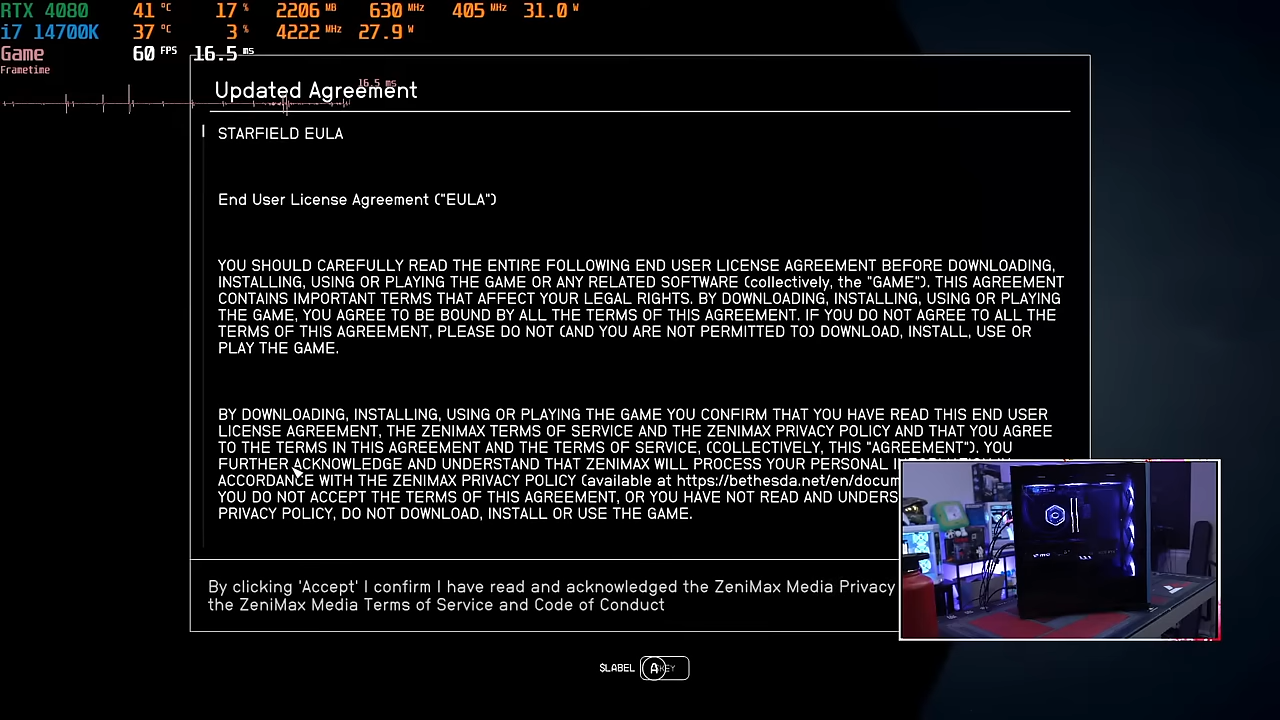 RTX 4080 41 °C 17 % 2206 MB 630 MHz 405 MHz 31.0 W
i7 14700K 37 °C 3 % 4222 MHz 27.9 W
Game 60 FPS 16.5 ms
Frametime
16.5 ms
Updated Agreement
STARFIELD EULA
End User License Agreement ("EULA")
YOU SHOULD CAREFULLY READ THE ENTIRE FOLLOWING END USER LICENSE AGREEMENT BEFORE DOWNLOADING,
INSTALLING, USING OR PLAYING THE GAME OR ANY RELATED SOFTWARE (collectively, the "GAME"). THIS AGREEMENT
CONTAINS IMPORTANT TERMS THAT AFFECT YOUR LEGAL RIGHTS. BY DOWNLOADING, INSTALLING, USING OR PLAYING
THE GAME, YOU AGREE TO BE BOUND BY ALL THE TERMS OF THIS AGREEMENT. IF YOU DO NOT AGREE TO ALL THE
TERMS OF THIS AGREEMENT, PLEASE DO NOT (AND YOU ARE NOT PERMITTED TO) DOWNLOAD, INSTALL, USE OR
PLAY THE GAME.
BY DOWNLOADING, INSTALLING, USING OR PLAYING THE GAME YOU CONFIRM THAT YOU HAVE READ THIS END USER
LICENSE AGREEMENT, THE ZENIMAX TERMS OF SERVICE AND THE ZENIMAX PRIVACY POLICY AND THAT YOU AGREE
TO THE TERMS IN THIS AGREEMENT AND THE TERMS OF SERVICE, (COLLECTIVELY, THIS "AGREEMENT"). YOU
FURTHER ACKNOWLEDGE AND UNDERSTAND THAT ZENIMAX WILL PROCESS YOUR PERSONAL
ACCORDANCE WITH THE ZENIMAX PRIVACY POLICY (available at https://bethesda.net/en/docum
YOU DO NOT ACCEPT THE TERMS OF THIS AGREEMENT, OR YOU HAVE NOT READ AND UNDERS
PRIVACY POLICY, DO NOT DOWNLOAD, INSTALL OR USE THE GAME.
By clicking 'Accept' I confirm I have read and acknowledged the ZeniMax Media Privacy
the ZeniMax Media Terms of Service and Code of Conduct
$LABEL A